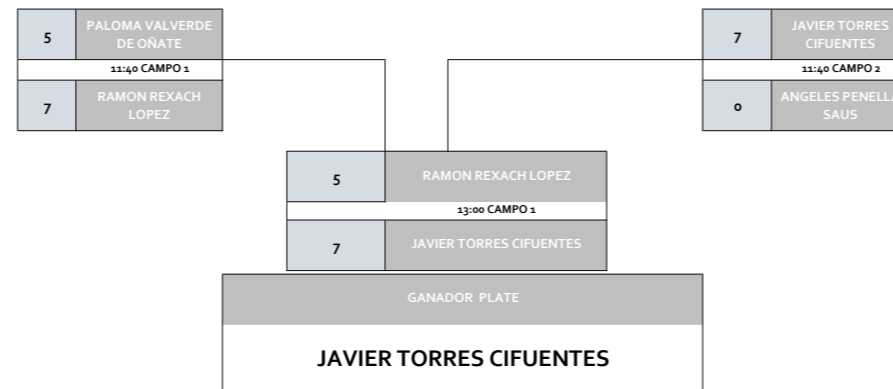 5
PALOMA VALVERDE
DE OÑATE
11:40 CAMPO 1
7
RAMON REXACH
LOPEZ
7
JAVIER TORRES
CIFUENTES
11:40 CAMPO 2
0
ANGELES PENELLA
SAUS
5
RAMON REXACH LOPEZ
13:00 CAMPO 1
7
JAVIER TORRES CIFUENTES
GANADOR PLATE
JAVIER TORRES CIFUENTES